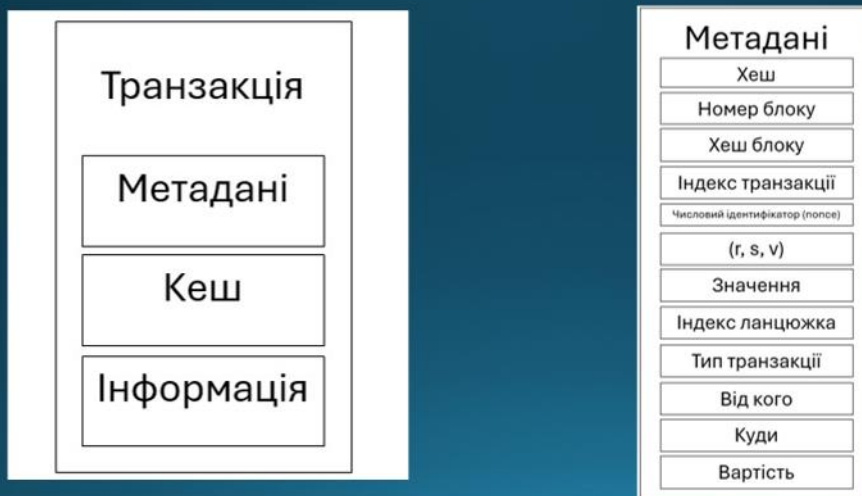 Транзакція
Метадані
Кеш
Інформація
Метадані
Хеш
Номер блоку
Хеш блоку
Індекс транзакції
Числовий ідентифікатор (nonce)
(r, s, v)
Значення
Індекс ланцюжка
Тип транзакції
Від кого
Куди
Вартість